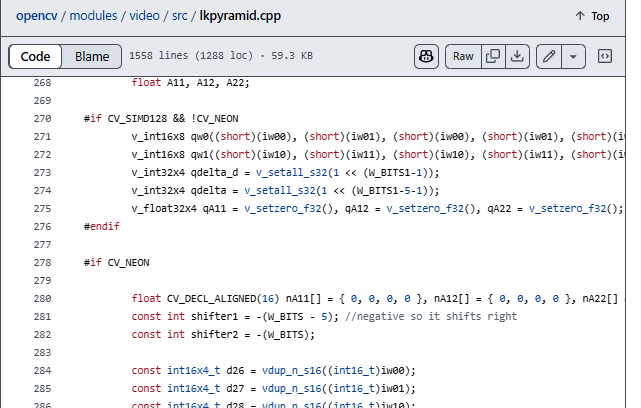 opencv / modules / video / src / lkpyramid.cpp
Top
Code Blame 1558 lines (1288 loc) · 59.3 KB Raw
268 float A11, A12, A22;
269
270 #if CV_SIMD128 && !CV_NEON
271 v_int16x8 qw0((short)(iw00), (short)(iw01), (short)(iw00), (short)(iw01), (short)(i
272 v_int16x8 qw1((short)(iw10), (short)(iw11), (short)(iw10), (short)(iw11), (short)(i
273 v_int32x4 qdelta_d = v_setall_s32(1 << (W_BITS1-1));
274 v_int32x4 qdelta = v_setall_s32(1 << (W_BITS1-5-1));
275 v_float32x4 qA11 = v_setzero_f32(), qA12 = v_setzero_f32(), qA22 = v_setzero_f32();
276 #endif
277
278 #if CV_NEON
279
280 float CV_DECL_ALIGNED(16) nA11[] = { 0, 0, 0, 0 }, nA12[] = { 0, 0, 0, 0 }, nA22[] =
281 const int shifter1 = -(W_BITS - 5); //negative so it shifts right
282 const int shifter2 = -(W_BITS);
283
284 const int16x4_t d26 = vdup_n_s16((int16_t)iw00);
285 const int16x4_t d27 = vdup_n_s16((int16_t)iw01);
286 const int16x4_t d28 = vdup_n_s16((int16_t)iw10);